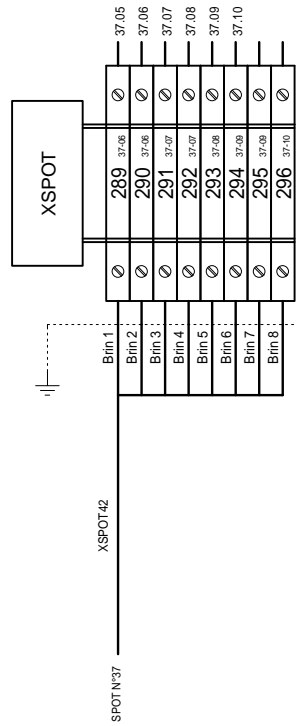 XSPOT
37.05
37.06
37.07
37.08
37.09
37.10
289 37-06
290 37-06
291 37-07
292 37-07
293 37-08
294 37-09
295 37-09
296 37-10
Brin 1
Brin 2
Brin 3
Brin 4
Brin 5
Brin 6
Brin 7
Brin 8
XSPOT42
SPOT N°37